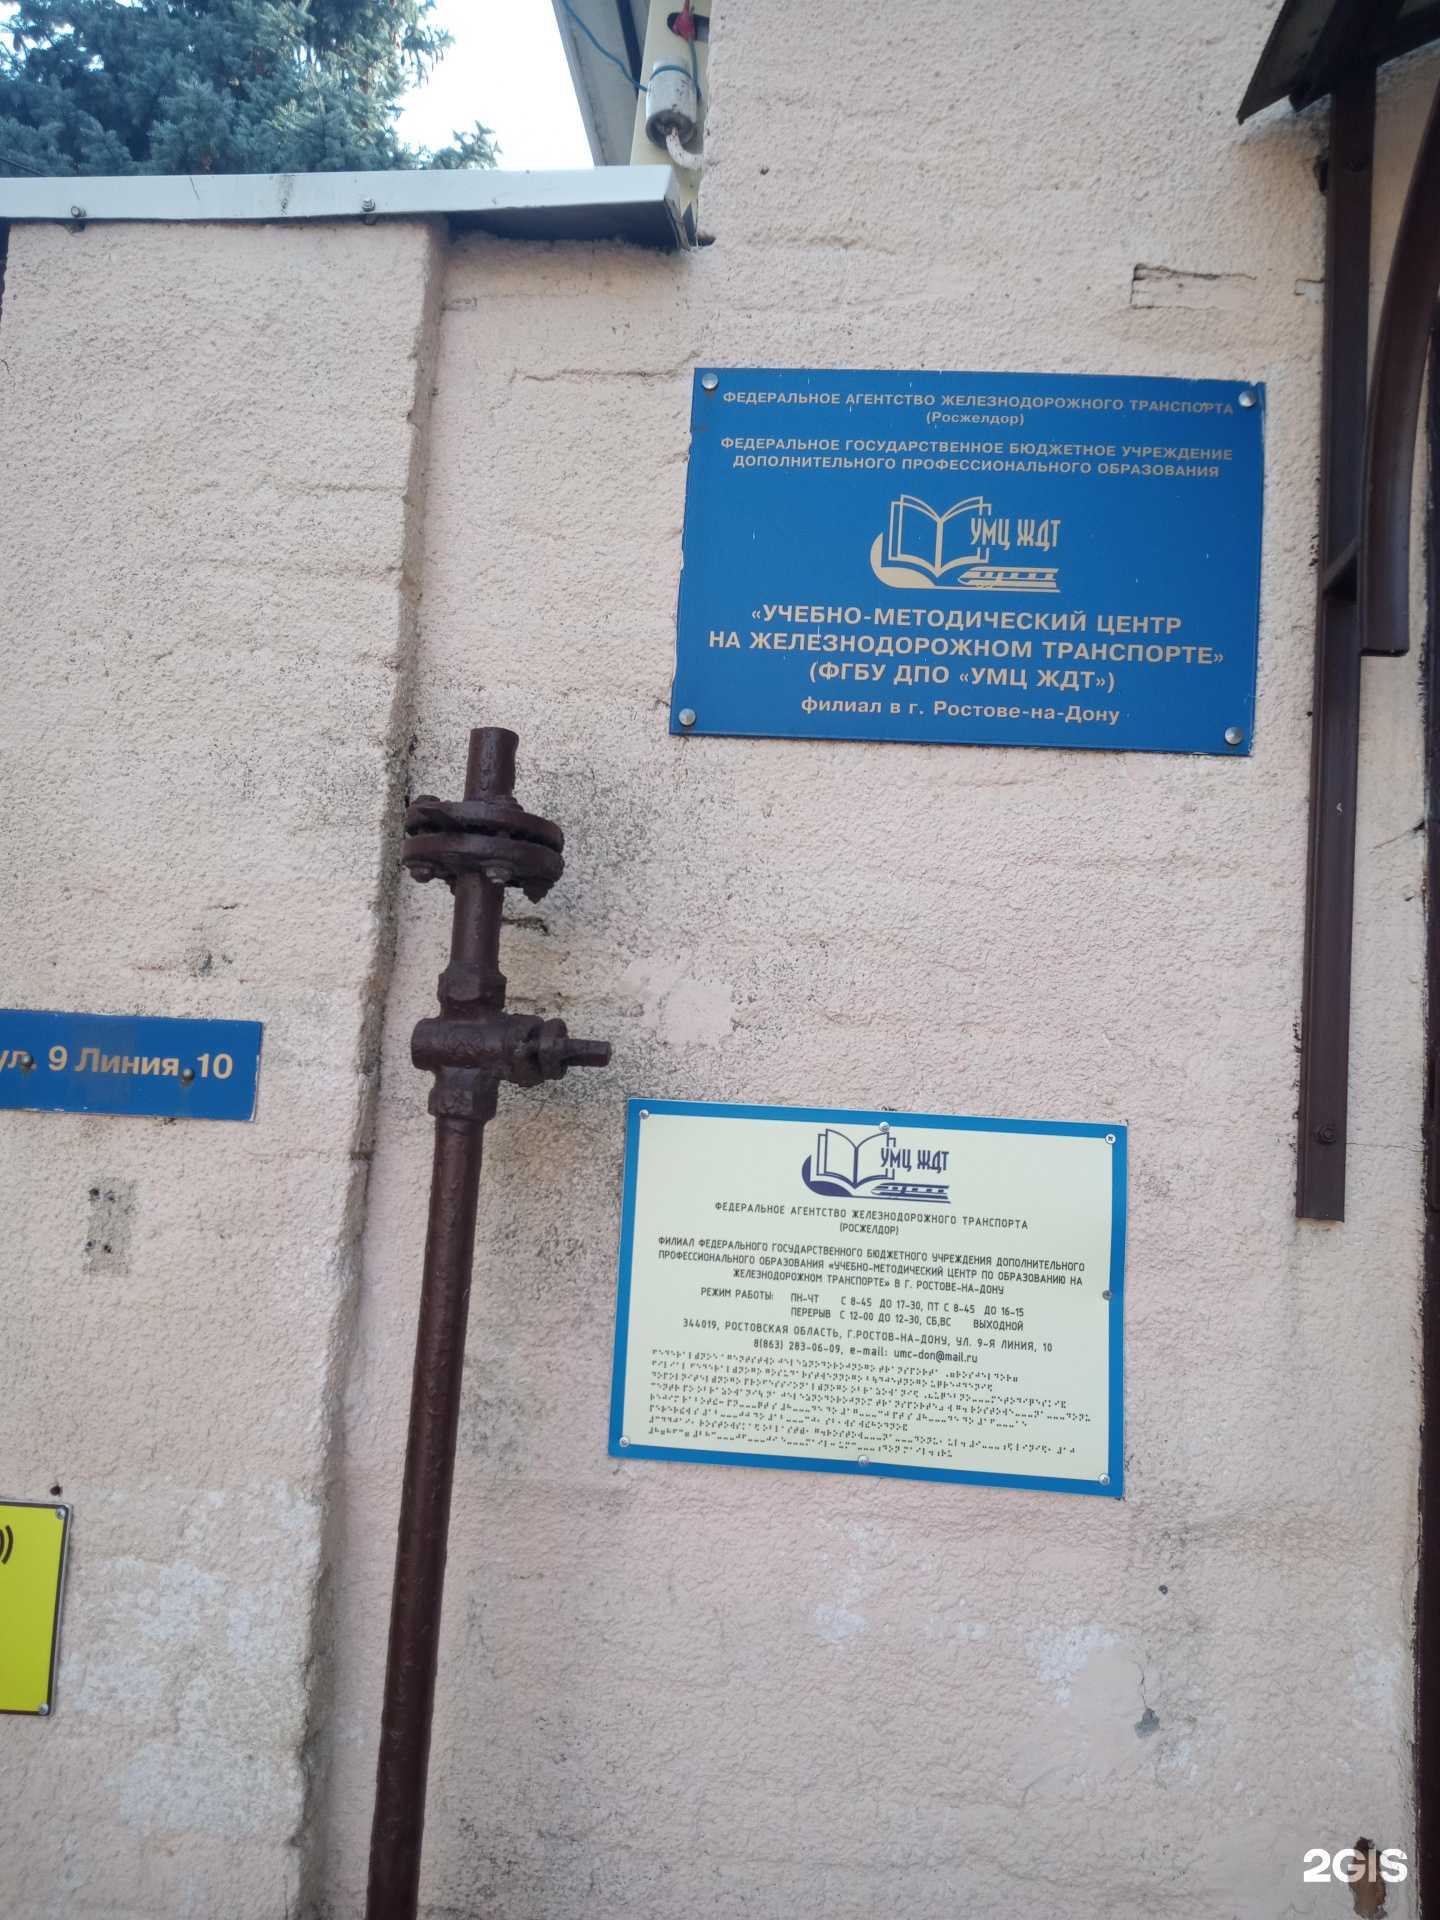 ФЕДЕРАЛЬНОЕ АГЕНТСТВО ЖЕЛЕЗНОДОРОЖНОГО ТРАНСПОРТА
(Росжелдор)
ФЕДЕРАЛЬНОЕ ГОСУДАРСТВЕННОЕ БЮДЖЕТНОЕ УЧРЕЖДЕНИЕ
ДОПОЛНИТЕЛЬНОГО ПРОФЕССИОНАЛЬНОГО ОБРАЗОВАНИЯ
УМЦ ЖДТ
«УЧЕБНО-МЕТОДИЧЕСКИЙ ЦЕНТР
НА ЖЕЛЕЗНОДОРОЖНОМ ТРАНСПОРТЕ»
(ФГБУ ДПО «УМЦ ЖДТ»)
филиал в г. Ростове-на-Дону
ул. 9 Линия, 10
УМЦ ЖДТ
ФЕДЕРАЛЬНОЕ АГЕНТСТВО ЖЕЛЕЗНОДОРОЖНОГО ТРАНСПОРТА
(РОСЖЕЛДОР)
ФИЛИАЛ ФЕДЕРАЛЬНОГО ГОСУДАРСТВЕННОГО БЮДЖЕТНОГО УЧРЕЖДЕНИЯ ДОПОЛНИТЕЛЬНОГО
ПРОФЕССИОНАЛЬНОГО ОБРАЗОВАНИЯ «УЧЕБНО-МЕТОДИЧЕСКИЙ ЦЕНТР ПО ОБРАЗОВАНИЮ НА
ЖЕЛЕЗНОДОРОЖНОМ ТРАНСПОРТЕ» В Г. РОСТОВЕ-НА-ДОНУ
РЕЖИМ РАБОТЫ: ПН-ЧТ С 8-45 ДО 17-30, ПТ С 8-45 ДО 16-15
ПЕРЕРЫВ С 12-00 ДО 12-30, СБ,ВС ВЫХОДНОЙ
344019, РОСТОВСКАЯ ОБЛАСТЬ, Г.РОСТОВ-НА-ДОНУ, УЛ. 9-Я ЛИНИЯ, 10
8(863) 283-06-09, e-mail: umc-don@mail.ru
2GIS